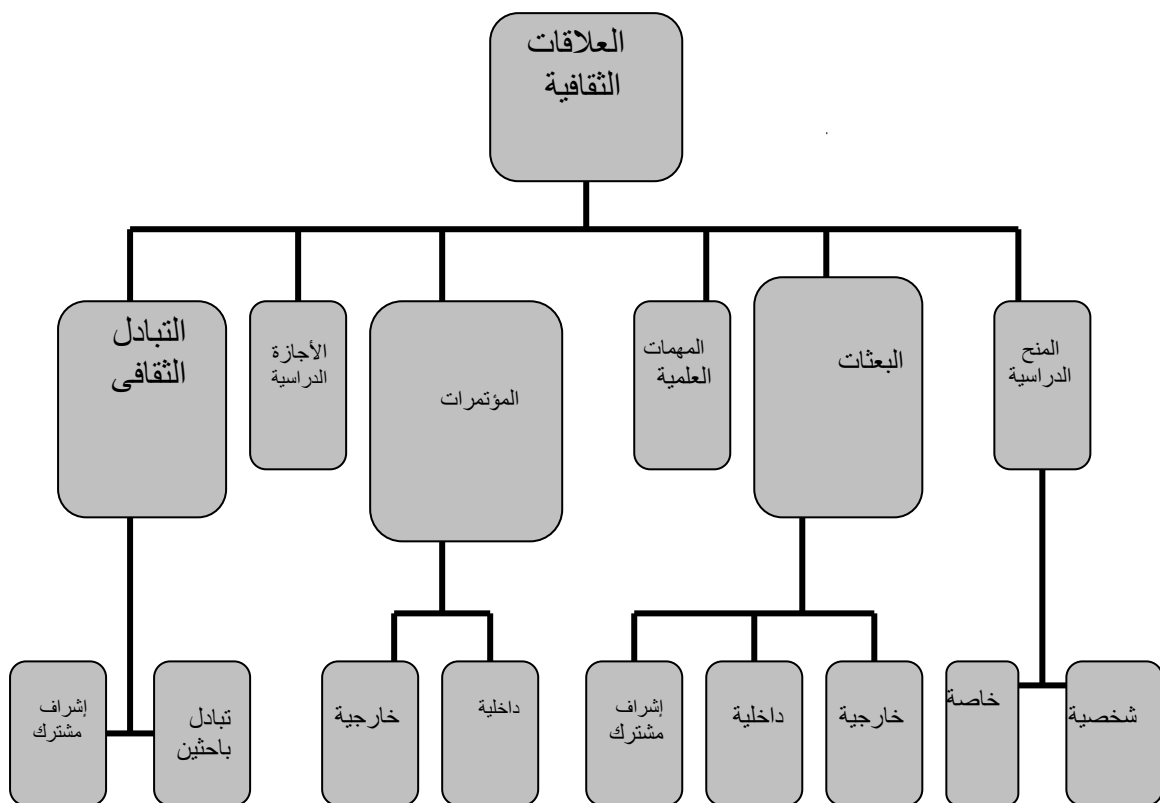 العلاقات
الثقافية
المنح
الدراسية
البعثات
المهمات
العلمية
المؤتمرات
الأجازة
الدراسية
التبادل
الثقافى
شخصية
خاصة
خارجية
داخلية
إشراف
مشترك
داخلية
خارجية
تبادل
باحثين
إشراف
مشترك